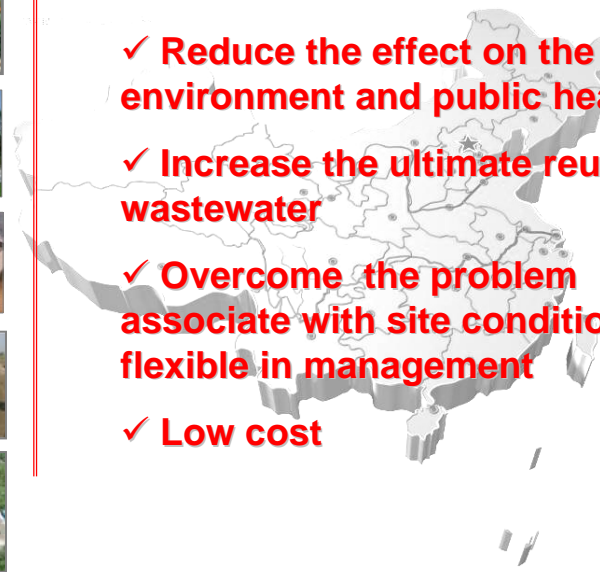 ✓ Reduce the effect on the
environment and public hea
✓ Increase the ultimate reu
wastewater
✓ Overcome the problem
associate with site conditio
flexible in management
✓ Low cost